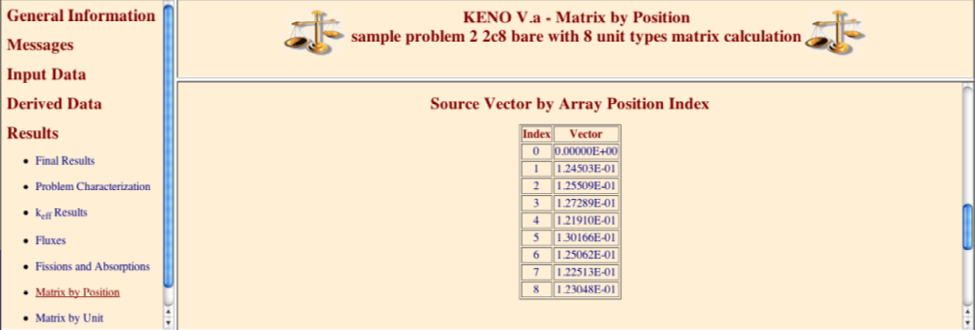 General Information
Messages
Input Data
Derived Data
Results
Final Results
Problem Characterization
keff Results
Fluxes
Fissions and Absorptions
Matrix by Position
Matrix by Unit
KENO V.a - Matrix by Position
sample problem 2 2c8 bare with 8 unit types matrix calculation
Source Vector by Array Position Index
Index Vector
0 0.00000E+00
1 1.24503E-01
2 1.25509E-01
3 1.27289E-01
4 1.21910E-01
5 1.30166E-01
6 1.25062E-01
7 1.22513E-01
8 1.23048E-01